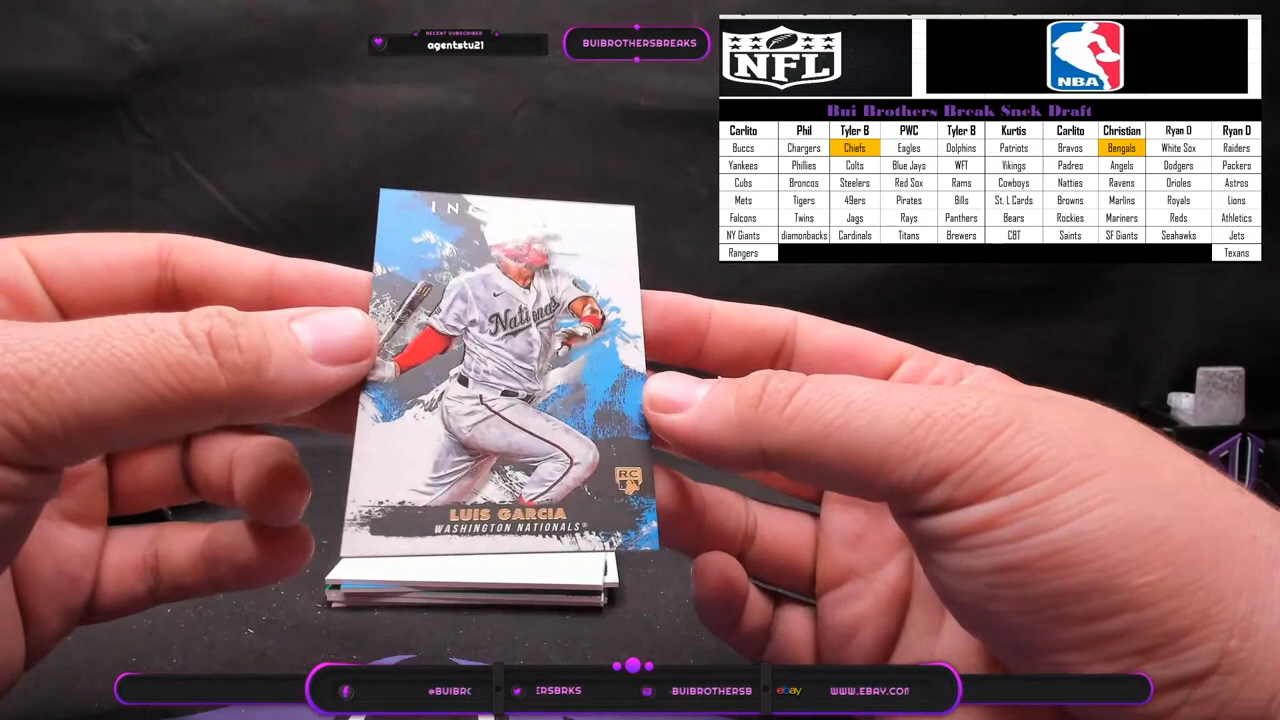 RECENT SUBSCRIBER
agentstu21
BUIBROTHERSBREAKS
NFL
NBA
Bui Brothers Break Snek Draft
Carlito Phil Tyler B PWC Tyler B Kurtis Carlito Christian Ryan O Ryan D
Buccs Chargers Chiefs Eagles Dolphins Patriots Bravos Bengals White Sox Raiders
Yankees Phillies Colts Blue Jays WFT Vikings Padres Angels Dodgers Packers
Cubs Broncos Steelers Red Sox Rams Cowboys Natties Ravens Orioles Astros
Mets Tigers 49ers Pirates Bills St. L Cards Browns Marlins Royals Lions
Falcons Twins Jags Rays Panthers Bears Rockies Mariners Reds Athletics
NY Giants diamonbacks Cardinals Titans Brewers CBT Saints SF Giants Seahawks Jets
Rangers Texans
IN
Nationals
RC
LUIS GARCIA
WASHINGTON NATIONALS®
@BUIBR
ERSBRKS
BUIBROTHERSB
ebay
WWW.EBAY.CO